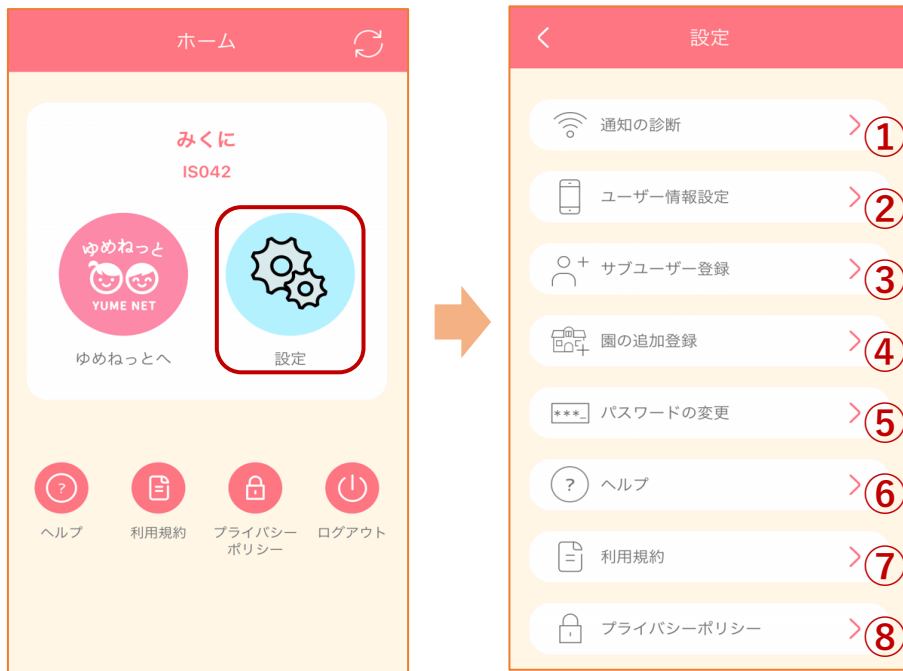 ホーム
みくに
IS042
ゆめねっと
YUME NET
ゆめねっとへ
設定
?
ヘルプ
利用規約
プライバシー
ポリシー
ログアウト
設定
通知の診断
①
ユーザー情報設定
②
サブユーザー登録
③
園の追加登録
④
***_
パスワードの変更
⑤
?
ヘルプ
⑥
利用規約
⑦
プライバシーポリシー
⑧